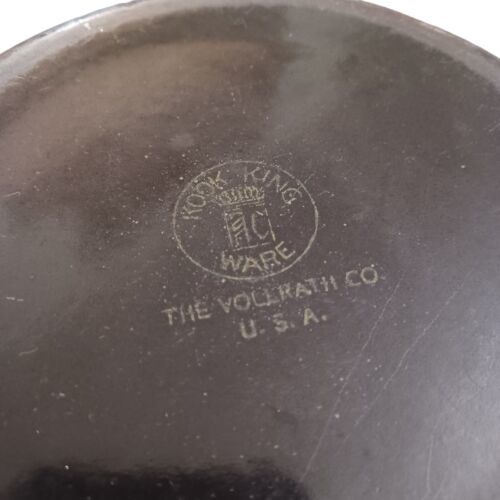 KOOK KING
WARE
THE VOLLRATH CO.
U.S.A.